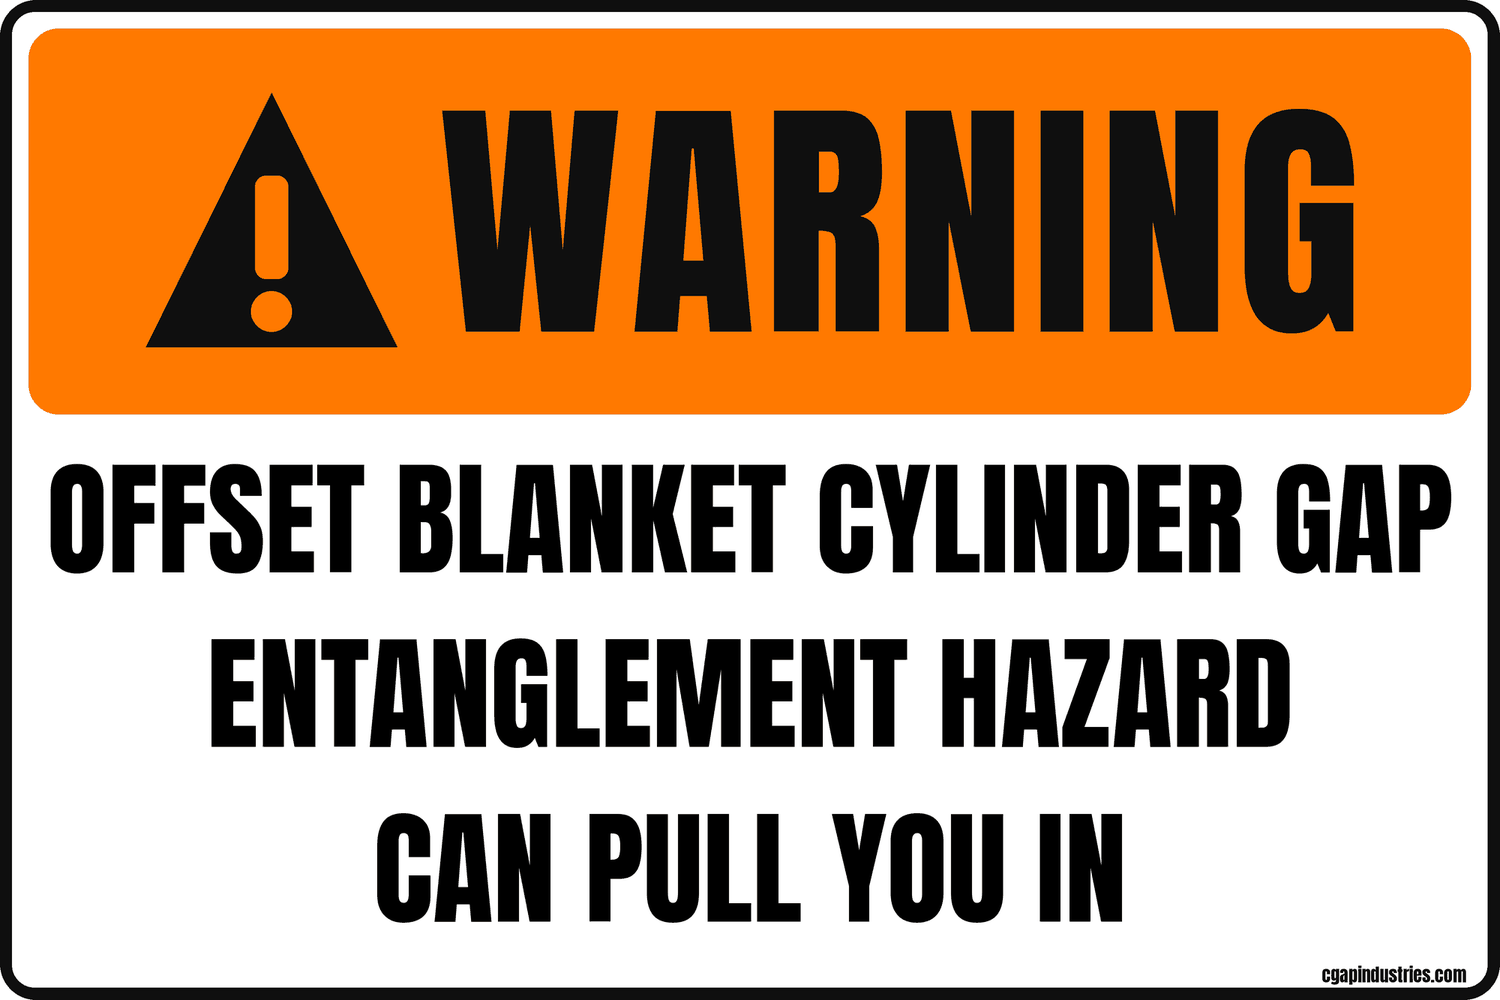 WARNING
OFFSET BLANKET CYLINDER GAP
ENTANGLEMENT HAZARD
CAN PULL YOU IN
cgapindustries.com